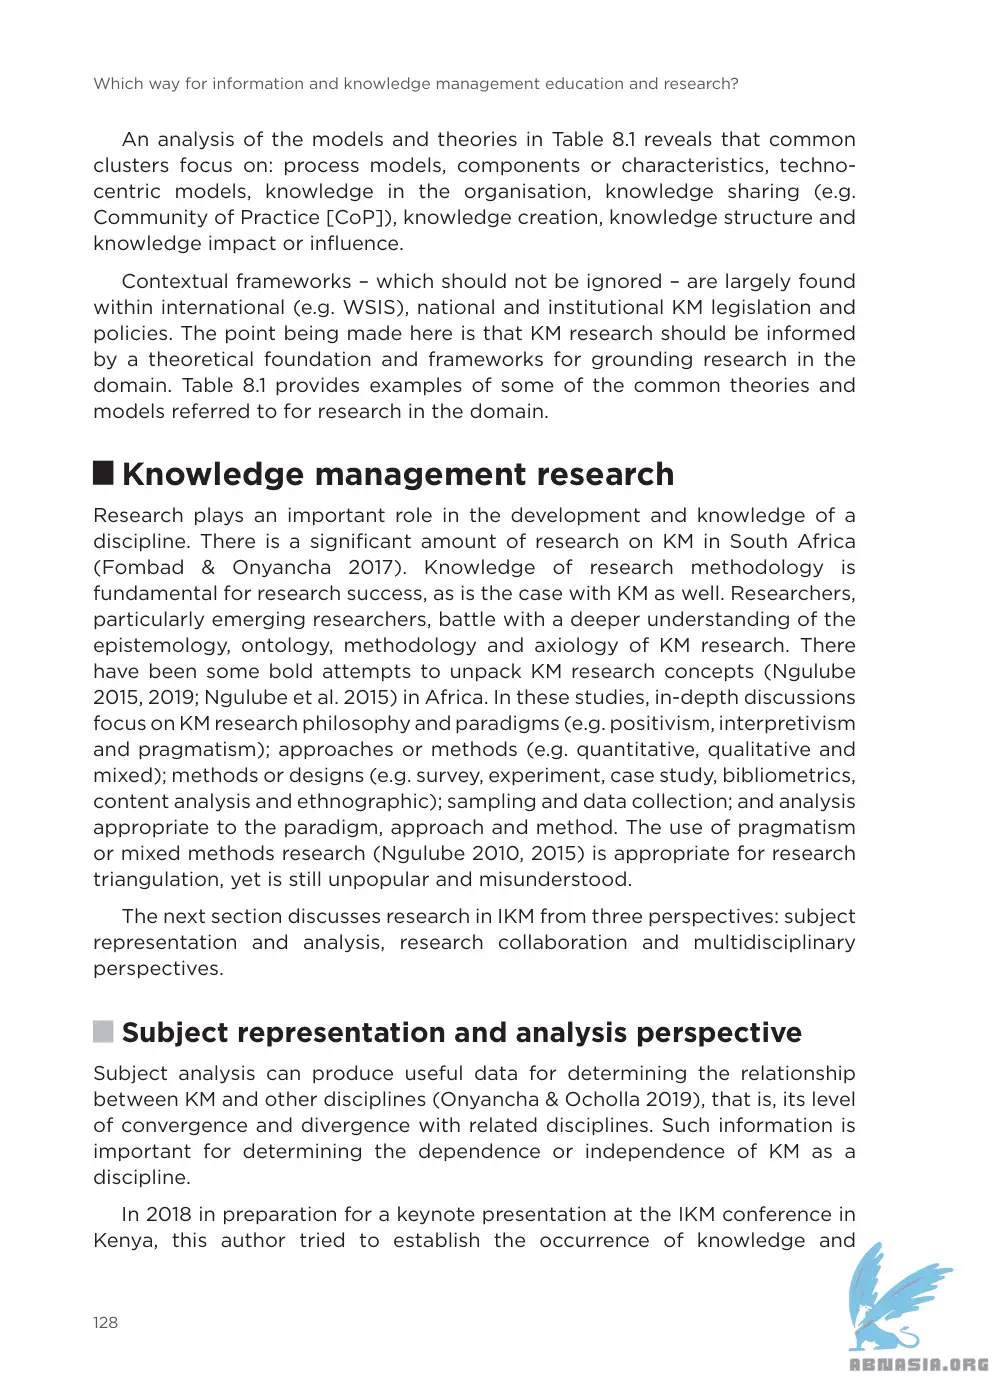 Which way for information and knowledge management education and research?
An analysis of the models and theories in Table 8.1 reveals that common
clusters focus on: process models, components or characteristics, techno-
centric models, knowledge in the organisation, knowledge sharing (e.g.
Community of Practice [CoP]), knowledge creation, knowledge structure and
knowledge impact or influence.
Contextual frameworks – which should not be ignored – are largely found
within international (e.g. WSIS), national and institutional KM legislation and
policies. The point being made here is that KM research should be informed
by a theoretical foundation and frameworks for grounding research in the
domain. Table 8.1 provides examples of some of the common theories and
models referred to for research in the domain.
Knowledge management research
Research plays an important role in the development and knowledge of a
discipline. There is a significant amount of research on KM in South Africa
(Fombad & Onyancha 2017). Knowledge of research methodology is
fundamental for research success, as is the case with KM as well. Researchers,
particularly emerging researchers, battle with a deeper understanding of the
epistemology, ontology, methodology and axiology of KM research. There
have been some bold attempts to unpack KM research concepts (Ngulube
2015, 2019; Ngulube et al. 2015) in Africa. In these studies, in-depth discussions
focus on KM research philosophy and paradigms (e.g. positivism, interpretivism
and pragmatism); approaches or methods (e.g. quantitative, qualitative and
mixed); methods or designs (e.g. survey, experiment, case study, bibliometrics,
content analysis and ethnographic); sampling and data collection; and analysis
appropriate to the paradigm, approach and method. The use of pragmatism
or mixed methods research (Ngulube 2010, 2015) is appropriate for research
triangulation, yet is still unpopular and misunderstood.
The next section discusses research in IKM from three perspectives: subject
representation and analysis, research collaboration and multidisciplinary
perspectives.
Subject representation and analysis perspective
Subject analysis can produce useful data for determining the relationship
between KM and other disciplines (Onyancha & Ocholla 2019), that is, its level
of convergence and divergence with related disciplines. Such information is
important for determining the dependence or independence of KM as a
discipline.
In 2018 in preparation for a keynote presentation at the IKM conference in
Kenya, this author tried to establish the occurrence of knowledge and
128
ABNASIA.ORG